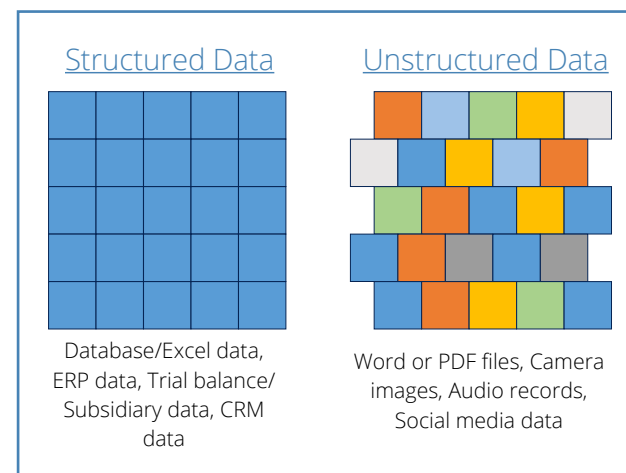 Structured Data
Unstructured Data
Database/Excel data,
ERP data, Trial balance/
Subsidiary data, CRM
data
Word or PDF files, Camera
images, Audio records,
Social media data